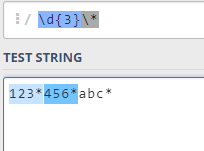 / \d{3}\*
TEST STRING
123*456*abc*